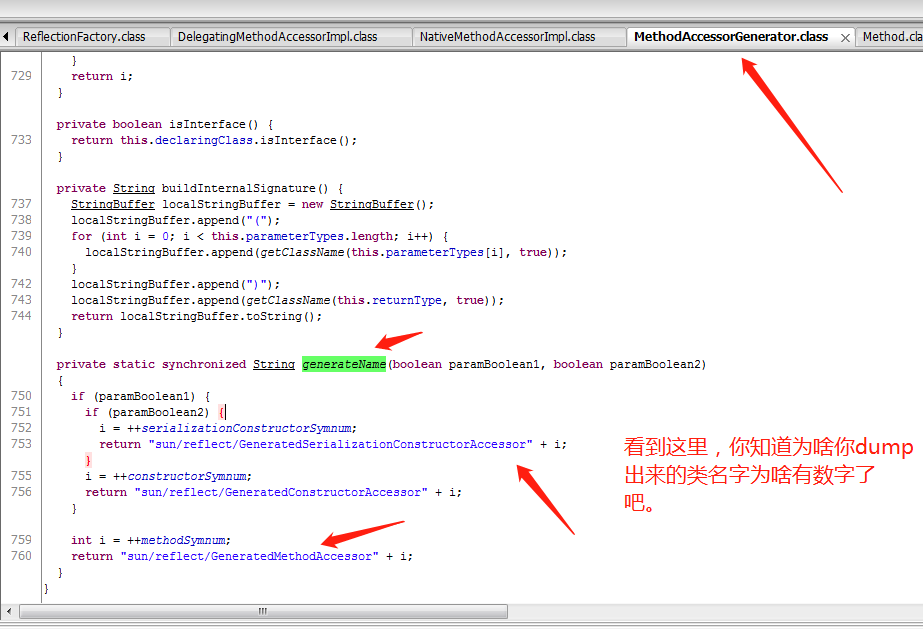 ReflectionFactory.class DelegatingMethodAccessorImpl.class NativeMethodAccessorImpl.class MethodAccessorGenerator.class Method.cla
}
729 return i;
}
private boolean isInterface() {
733 return this.declaringClass.isInterface();
}
private String buildInternalSignature() {
737 StringBuffer localStringBuffer = new StringBuffer();
738 localStringBuffer.append("(");
739 for (int i = 0; i < this.parameterTypes.length; i++) {
740 localStringBuffer.append(getClassName(this.parameterTypes[i], true));
}
742 localStringBuffer.append(")");
743 localStringBuffer.append(getClassName(this.returnType, true));
744 return localStringBuffer.toString();
}
private static synchronized String generateName(boolean paramBoolean1, boolean paramBoolean2)
{
750 if (paramBoolean1) {
751 if (paramBoolean2) {
752 i = ++serializationConstructorSymnum;
753 return "sun/reflect/GeneratedSerializationConstructorAccessor" + i;
}
755 i = ++constructorSymnum;
756 return "sun/reflect/GeneratedConstructorAccessor" + i;
}
759 int i = ++methodSymnum;
760 return "sun/reflect/GeneratedMethodAccessor" + i;
}
}
看到这里，你知道为啥你dump
出来的类名字为啥有数字了
吧。